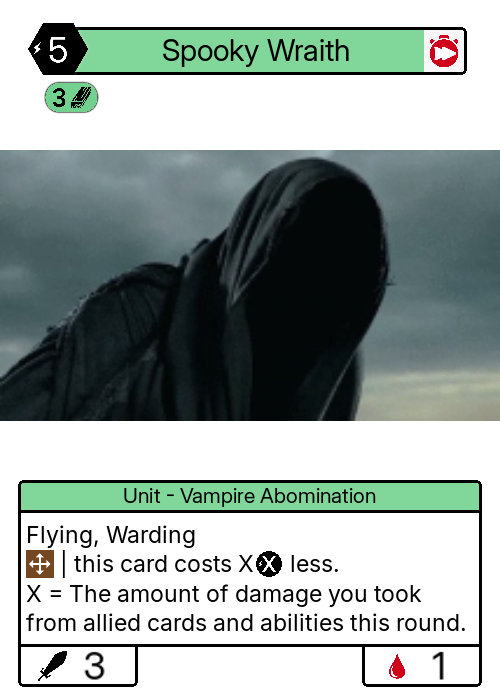 5
Spooky Wraith
3
Unit - Vampire Abomination
Flying, Warding
| this card costs X X less.
X = The amount of damage you took
from allied cards and abilities this round.
3
1